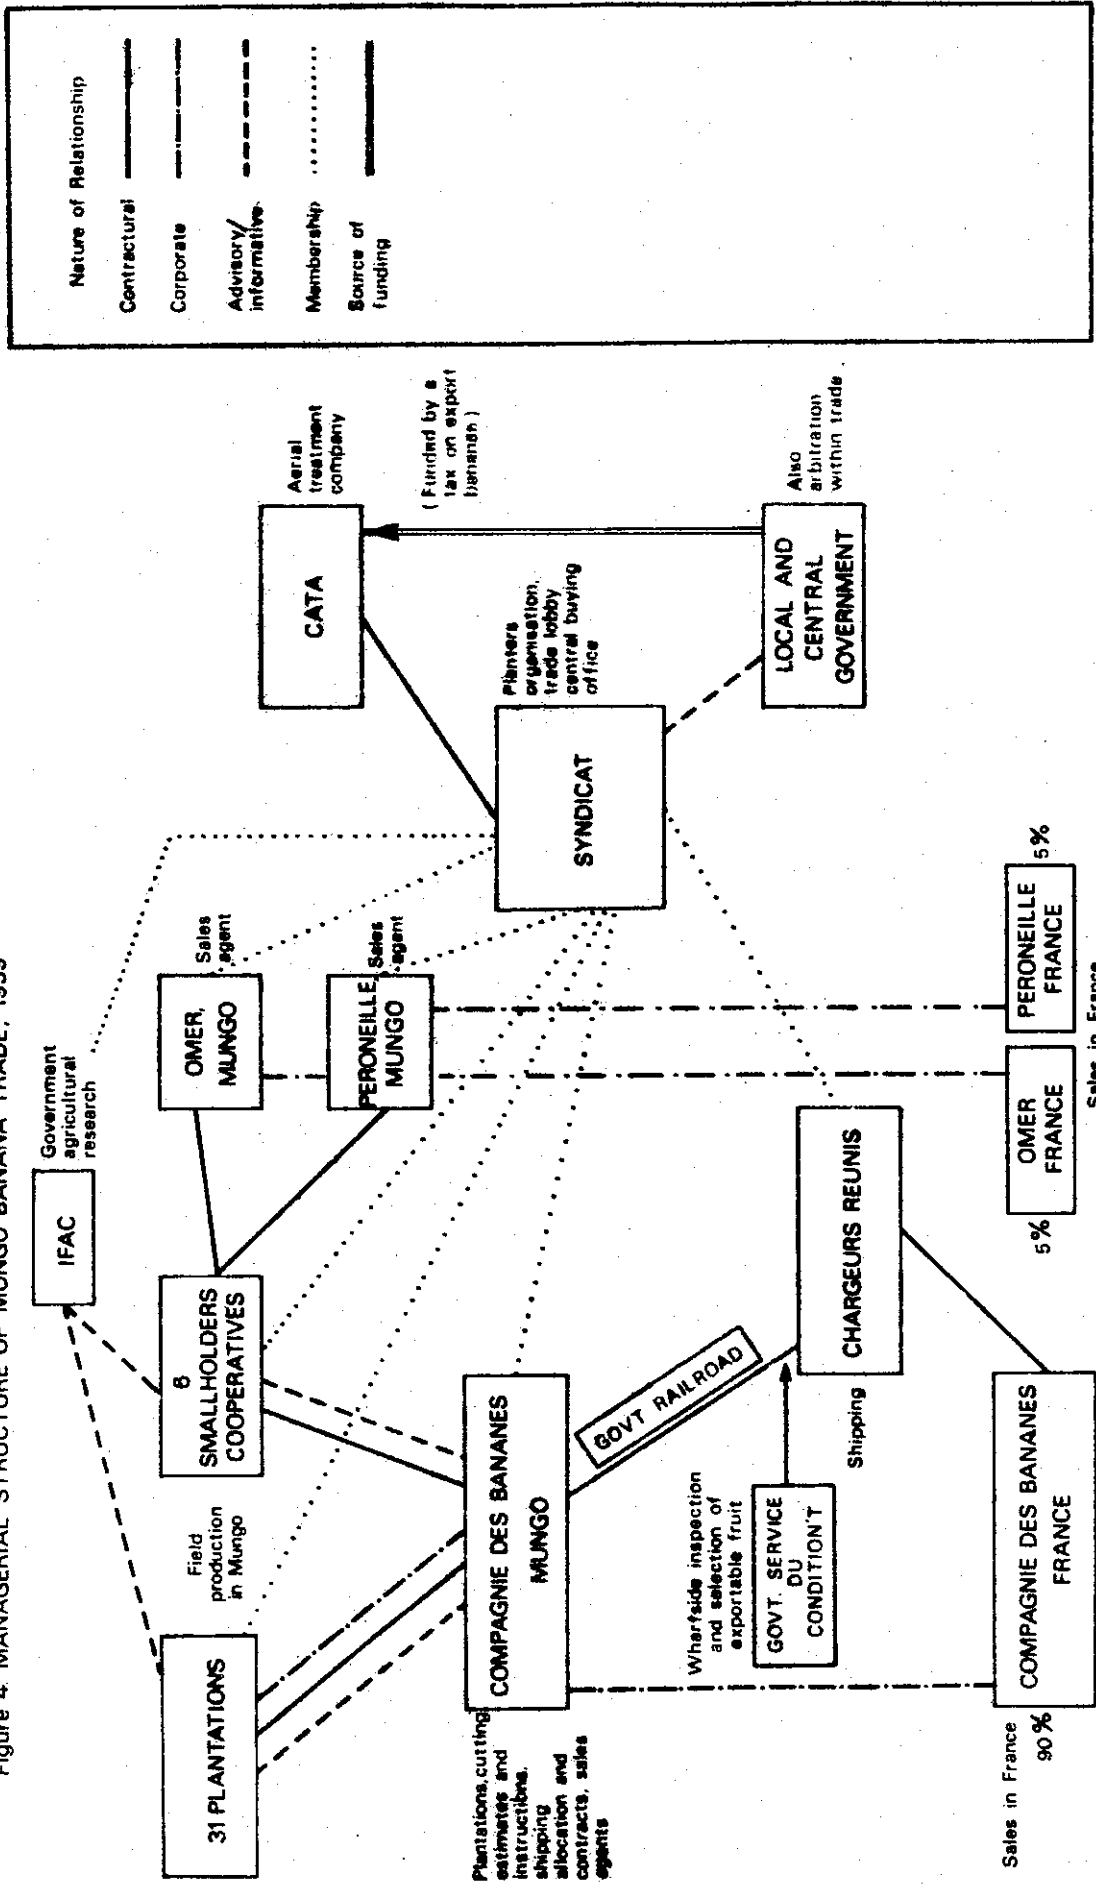 Figure 4. MANAGERIAL STRUCTURE OF MUNGO BANANA TRADE, 1955
31 PLANTATIONS
Field
production
in Mungo
6
SMALLHOLDERS
COOPERATIVES
IFAC
Government
agricultural
research
OMER,
MUNGO
Sales
agent
PERONEILLE,
MUNGO
Sales
agent
CATA
Aerial
treatment
company
(Funded by a
tax on export
bananas)
SYNDICAT
Planters
organisation,
trade lobby
central buying
office
LOCAL AND
CENTRAL
GOVERNMENT
Also
arbitration
within trade
COMPAGNIE DES BANANES
MUNGO
Plantations, cutting,
estimates and
instructions,
shipping
allocation and
contracts, sales
agents
GOVT RAILROAD
Wharfside inspection
and selection of
exportable fruit
GOVT. SERVICE
DU
CONDITION'T
CHARGEURS REUNIS
Shipping
COMPAGNIE DES BANANES
FRANCE
Sales in France
90%
OMER
FRANCE
5%
PERONEILLE
FRANCE
5%
Sales in France
Nature of Relationship
Contractural
Corporate
Advisory/
informative
Membership
Source of
funding